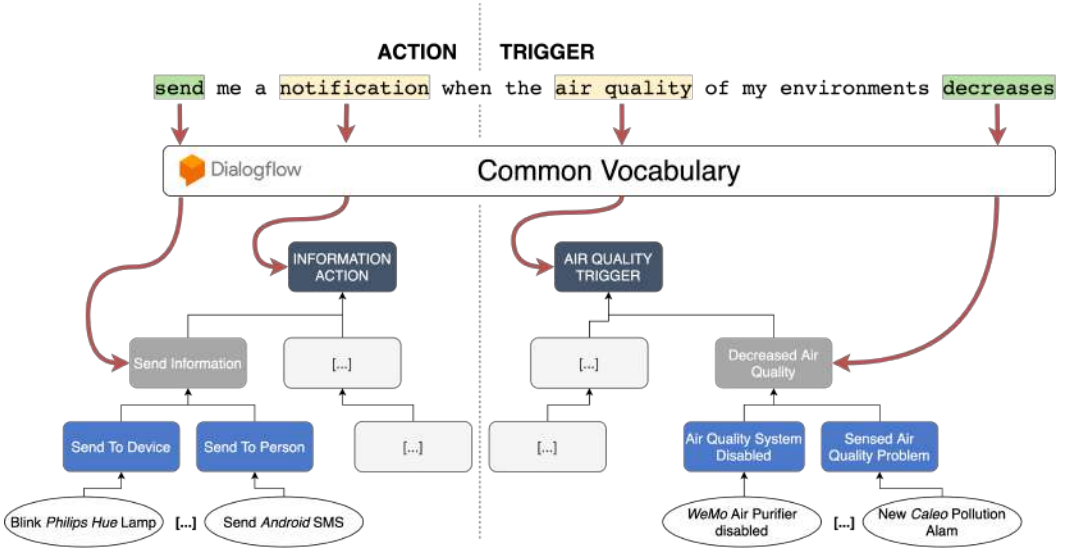 ACTION TRIGGER
send me a notification when the air quality of my environments decreases
Dialogflow Common Vocabulary
INFORMATION
ACTION
AIR QUALITY
TRIGGER
Send Information
[...]
[...]
Decreased Air
Quality
Send To Device
Send To Person
[...]
[...]
Air Quality System
Disabled
Sensed Air
Quality Problem
Blink Philips Hue Lamp
[...]
Send Android SMS
WeMo Air Purifier
disabled
[...]
New Caleo Pollution
Alam